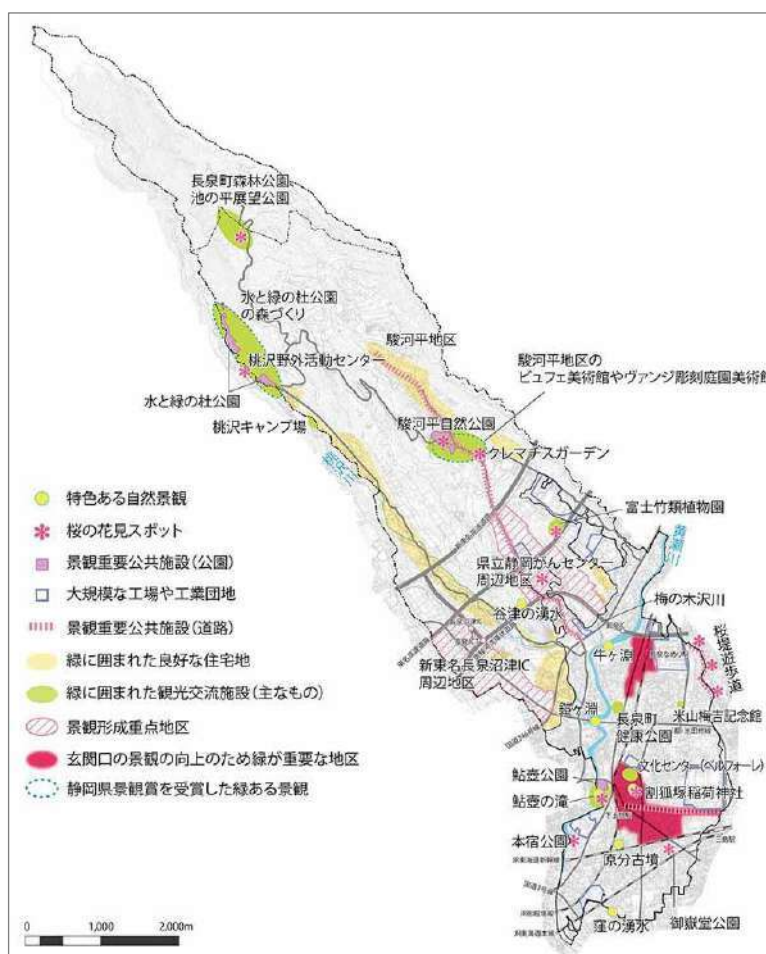 長泉町森林公園
池の平展望公園
水と緑の杜公園
の森づくり
駿河平地区
桃沢野外活動センター
駿河平地区の
ビュフェ美術館やヴァンジ彫刻庭園美術館
水と緑の杜公園
駿河平自然公園
桃沢キャンプ場
クレマチスガーデン
桃沢川
富士竹類植物園
黄瀬川
県立静岡がんセンター
周辺地区
梅の木沢川
谷津の湧水
桜堤遊歩道
牛ヶ淵
新東名長泉沼津IC
周辺地区
鎧ヶ淵
長泉町
健康公園
米山梅吉記念館
鮎壺公園
文化センター(ベルフォーレ)
鮎壺の滝
割狐塚稲荷神社
本宿公園
原分古墳
窪の湧水
御嶽堂公園
特色ある自然景観
桜の花見スポット
景観重要公共施設(公園)
大規模な工場や工業団地
景観重要公共施設(道路)
緑に囲まれた良好な住宅地
緑に囲まれた観光交流施設(主なもの)
景観形成重点地区
玄関口の景観の向上のため緑が重要な地区
静岡県景観賞を受賞した緑ある景観
0 1,000 2,000m